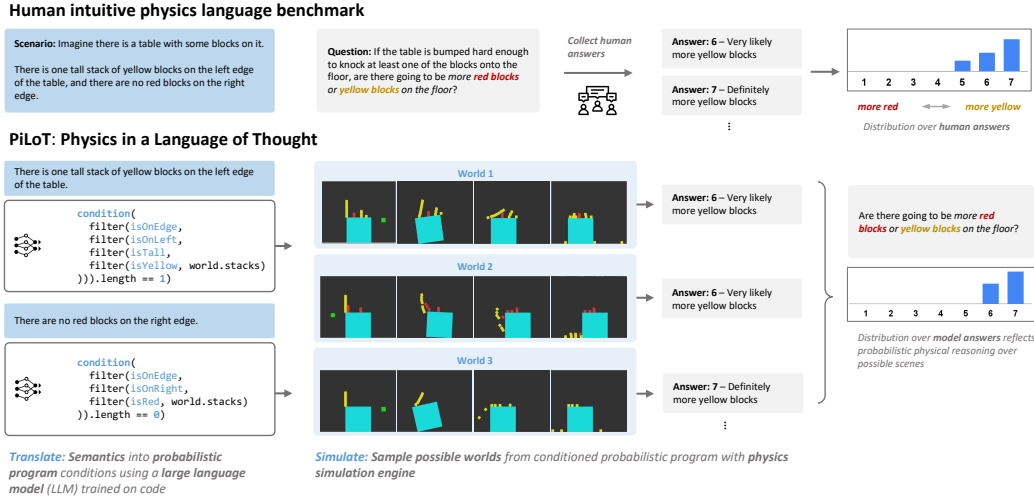 Human intuitive physics language benchmark
Scenario: Imagine there is a table with some blocks on it.
There is one tall stack of yellow blocks on the left edge
of the table, and there are no red blocks on the right
edge.
Question: If the table is bumped hard enough
to knock at least one of the blocks onto the
floor, are there going to be more red blocks
or yellow blocks on the floor?
Collect human
answers
Answer: 6 – Very likely
more yellow blocks
Answer: 7 – Definitely
more yellow blocks
...
1 2 3 4 5 6 7
more red more yellow
Distribution over human answers
PiLoT: Physics in a Language of Thought
There is one tall stack of yellow blocks on the left edge
of the table.
condition(
filter(isOnEdge,
filter(isOnLeft,
filter(isTall,
filter(isYellow, world.stacks)
))).length == 1)
There are no red blocks on the right edge.
condition(
filter(isOnEdge,
filter(isOnRight,
filter(isRed, world.stacks)
)).length == 0)
Translate: Semantics into probabilistic
program conditions using a large language
model (LLM) trained on code
World 1
World 2
World 3
Simulate: Sample possible worlds from conditioned probabilistic program with physics
simulation engine
Answer: 6 – Very likely
more yellow blocks
Answer: 6 – Very likely
more yellow blocks
Answer: 7 – Definitely
more yellow blocks
...
Are there going to be more red
blocks or yellow blocks on the floor?
1 2 3 4 5 6 7
Distribution over model answers reflects
probabilistic physical reasoning over
possible scenes